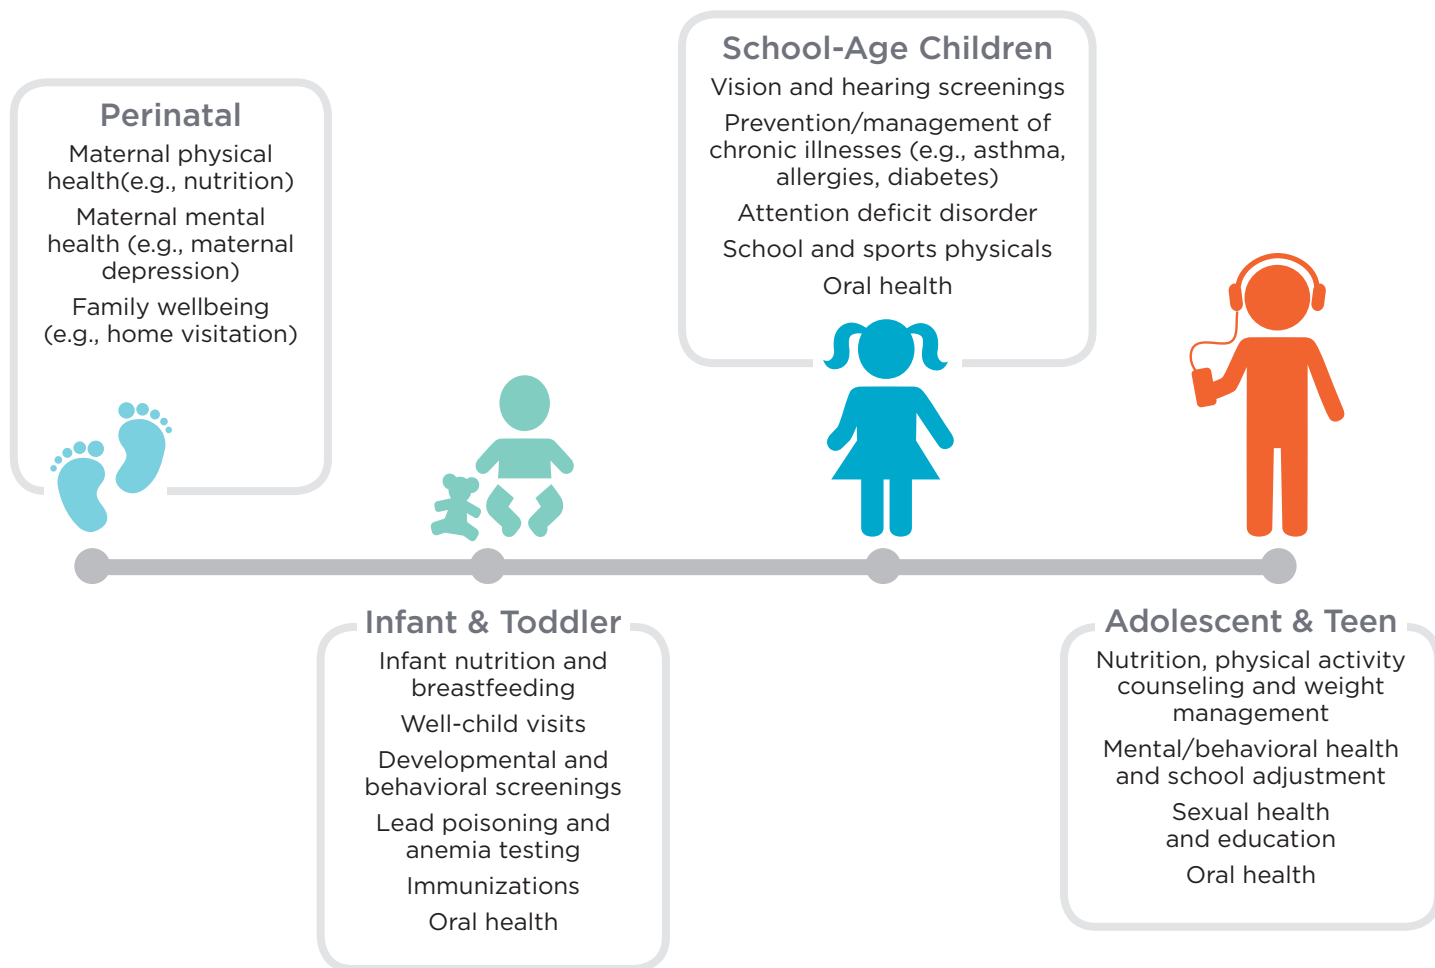 Perinatal
Maternal physical
health(e.g., nutrition)
Maternal mental
health (e.g., maternal
depression)
Family wellbeing
(e.g., home visitation)
Infant & Toddler
Infant nutrition and
breastfeeding
Well-child visits
Developmental and
behavioral screenings
Lead poisoning and
anemia testing
Immunizations
Oral health
School-Age Children
Vision and hearing screenings
Prevention/management of
chronic illnesses (e.g., asthma,
allergies, diabetes)
Attention deficit disorder
School and sports physicals
Oral health
Adolescent & Teen
Nutrition, physical activity
counseling and weight
management
Mental/behavioral health
and school adjustment
Sexual health
and education
Oral health